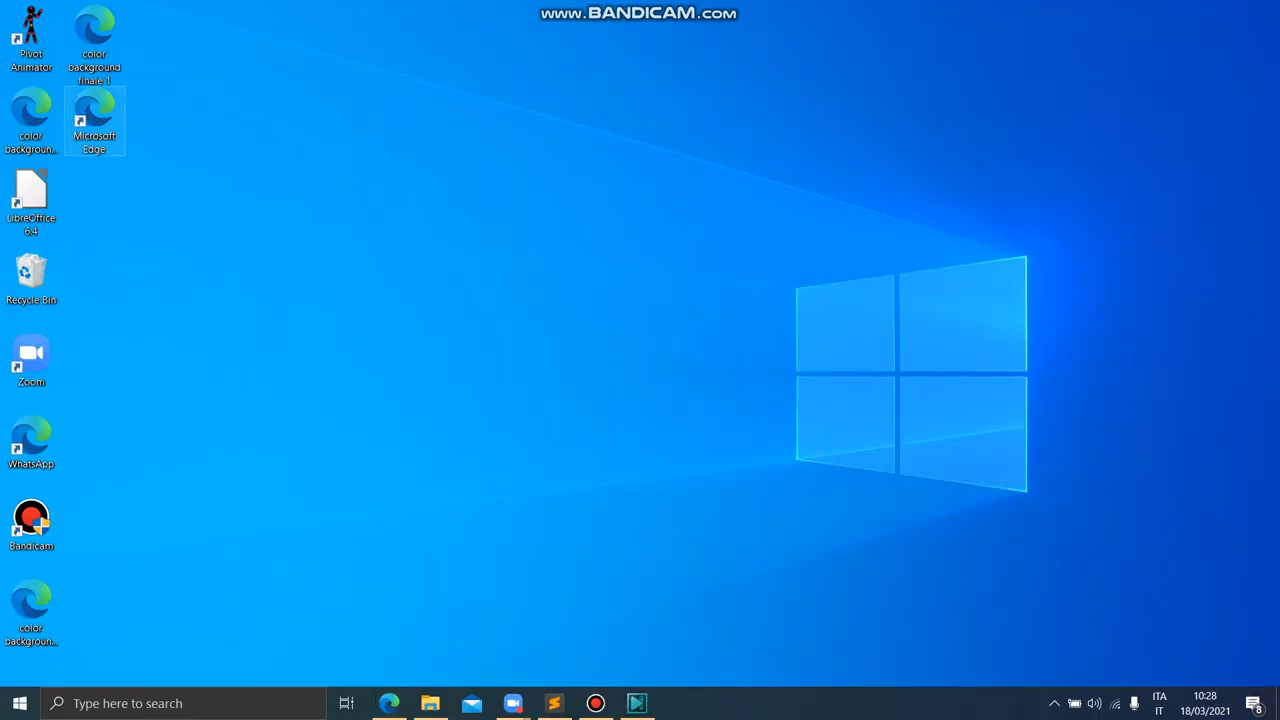 www.BANDICAM.com
Pivot
Animator
color
background
finale 1
color
backgroun...
Microsoft
Edge
LibreOffice
6.4
Recycle Bin
Zoom
WhatsApp
Bandicam
color
backgroun...
Type here to search
ITA
IT
10:28
18/03/2021
8